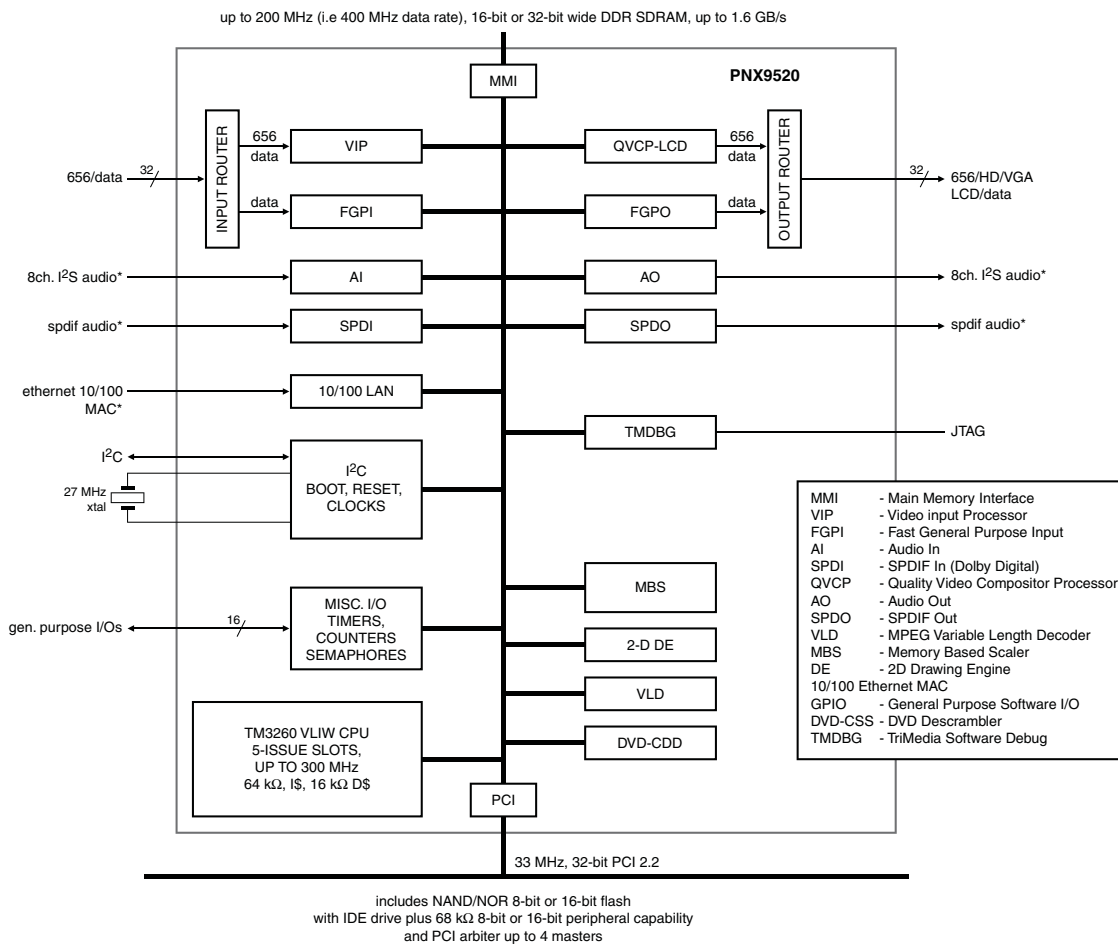 up to 200 MHz (i.e 400 MHz data rate), 16-bit or 32-bit wide DDR SDRAM, up to 1.6 GB/s
MMI
PNX9520
656/data
32
INPUT ROUTER
656
data
VIP
QVCP-LCD
656
data
OUTPUT ROUTER
32
656/HD/VGA
LCD/data
data
FGPI
FGPO
data
8ch. I²S audio*
AI
AO
8ch. I²S audio*
spdif audio*
SPDI
SPDO
spdif audio*
ethernet 10/100
MAC*
10/100 LAN
TMDBG
JTAG
I²C
27 MHz
xtal
I²C
BOOT, RESET,
CLOCKS
gen. purpose I/Os
16
MISC. I/O
TIMERS,
COUNTERS
SEMAPHORES
MBS
2-D DE
VLD
DVD-CDD
TM3260 VLIW CPU
5-ISSUE SLOTS,
UP TO 300 MHz
64 kΩ, I$, 16 kΩ D$
PCI
MMI - Main Memory Interface
VIP - Video input Processor
FGPI - Fast General Purpose Input
AI - Audio In
SPDI - SPDIF In (Dolby Digital)
QVCP - Quality Video Compositor Processor
AO - Audio Out
SPDO - SPDIF Out
VLD - MPEG Variable Length Decoder
MBS - Memory Based Scaler
DE - 2D Drawing Engine
10/100 Ethernet MAC
GPIO - General Purpose Software I/O
DVD-CSS - DVD Descrambler
TMDBG - TriMedia Software Debug
33 MHz, 32-bit PCI 2.2
includes NAND/NOR 8-bit or 16-bit flash
with IDE drive plus 68 kΩ 8-bit or 16-bit peripheral capability
and PCI arbiter up to 4 masters